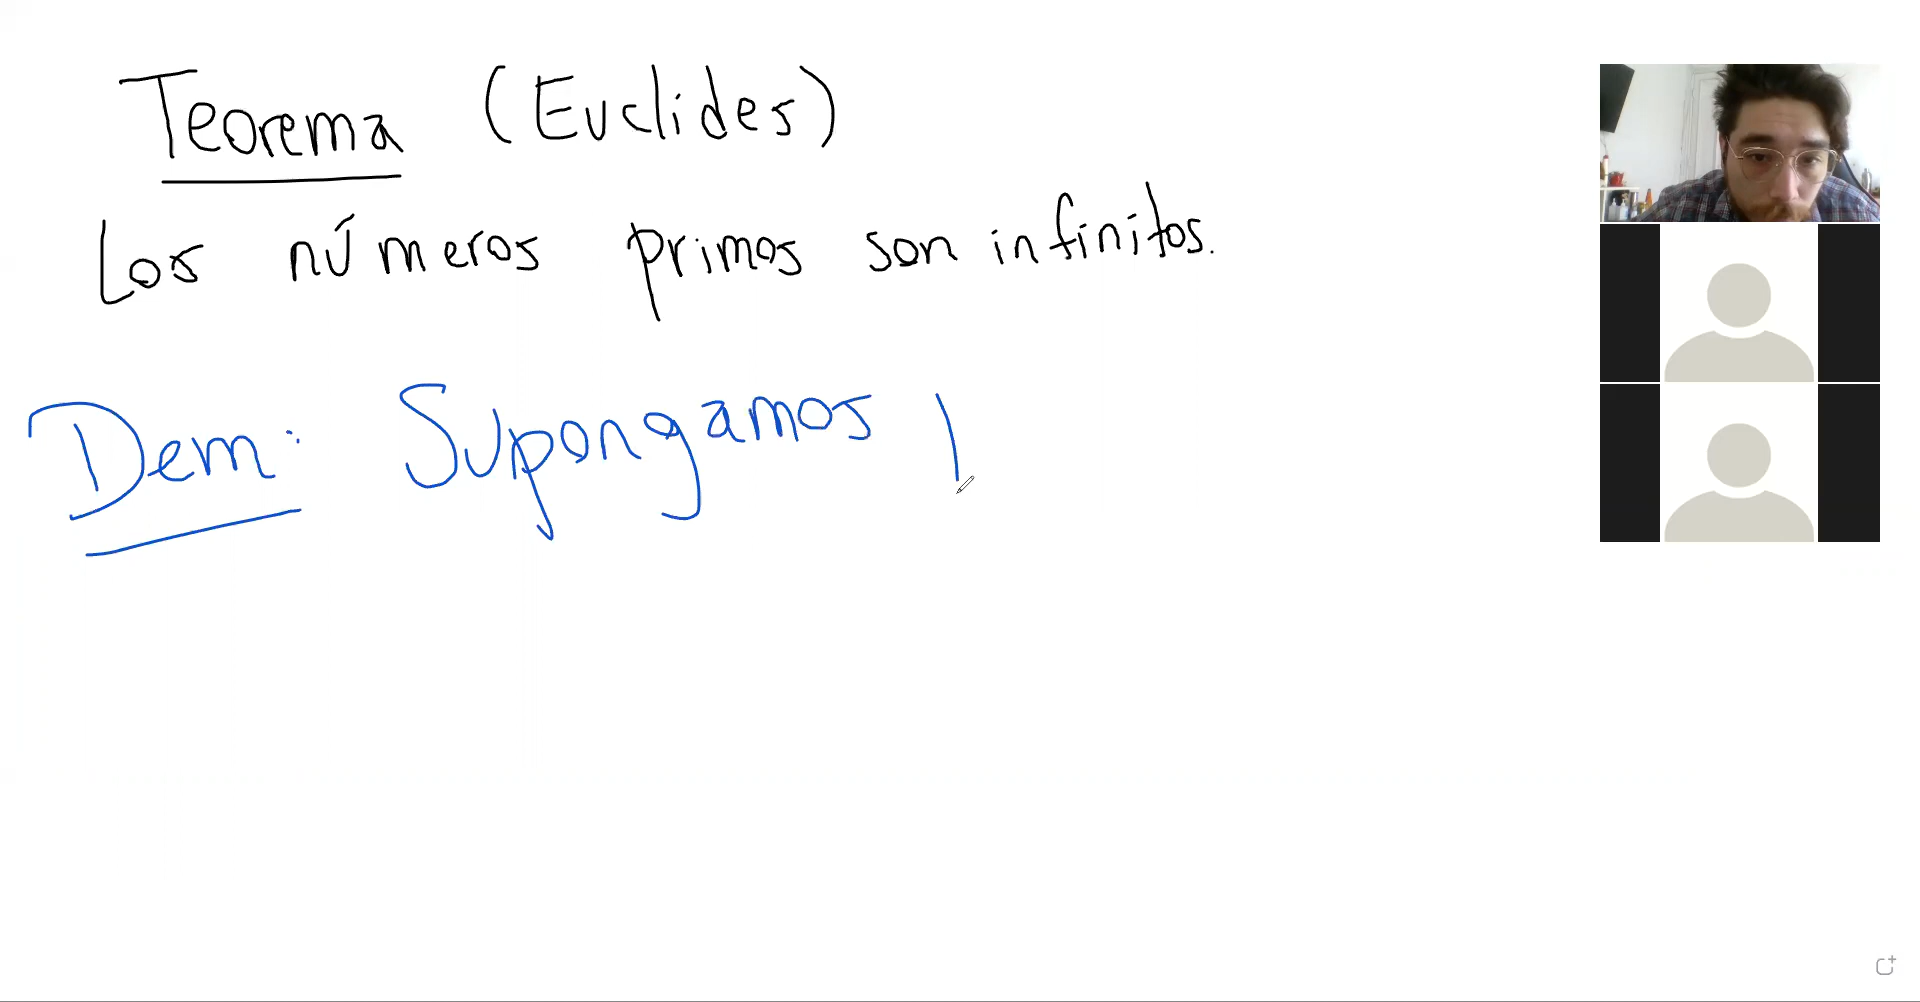 Teorema (Euclides)
Los números primos son infinitos.
Dem: Supongamos